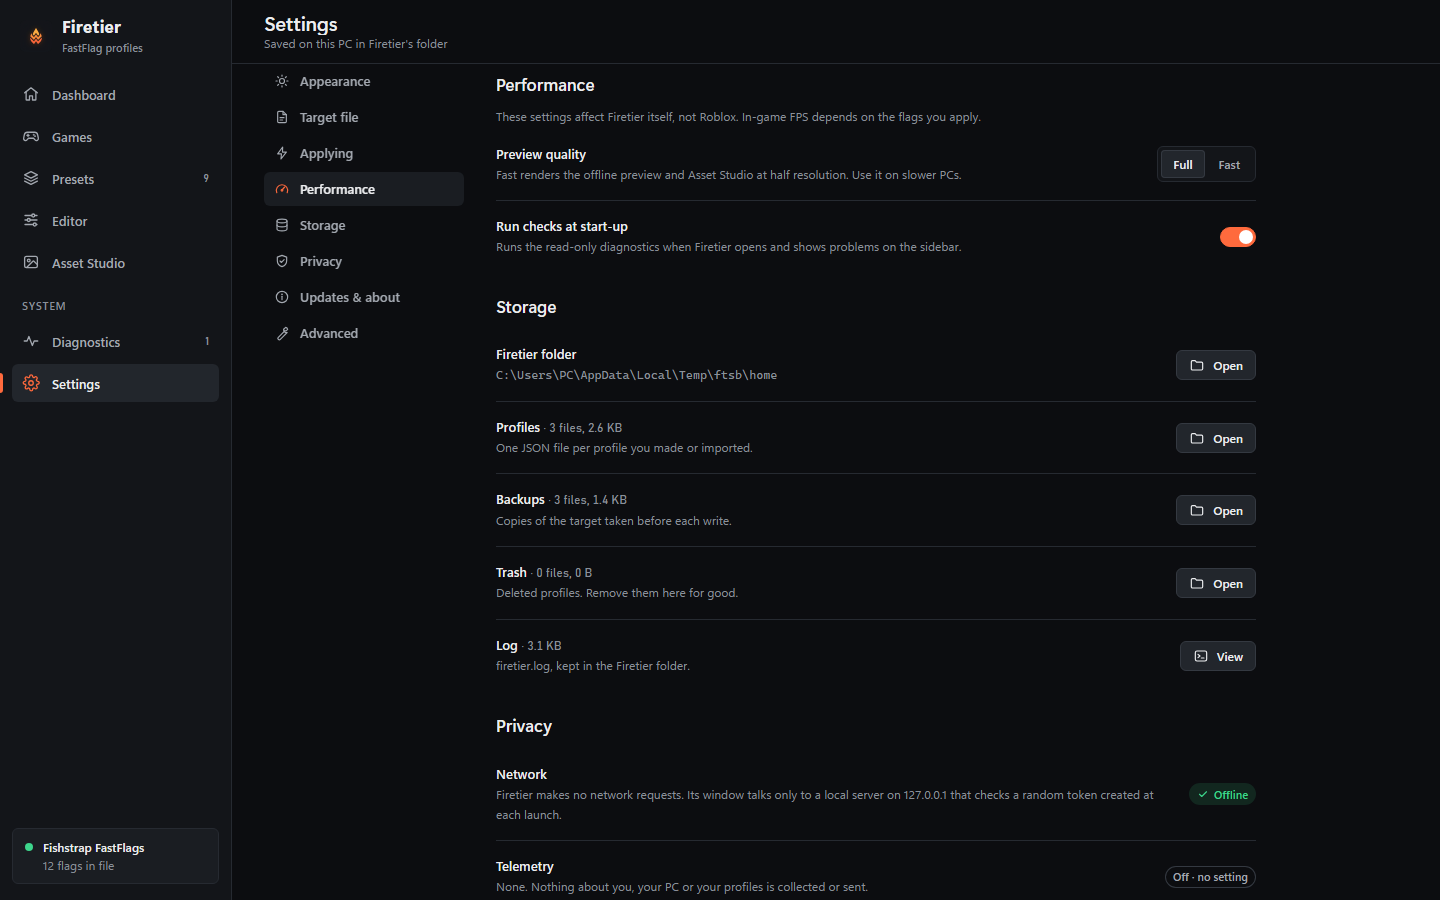 Firetier
FastFlag profiles
Dashboard
Games
Presets 9
Editor
Asset Studio
SYSTEM
Diagnostics 1
Settings
Fishstrap FastFlags
12 flags in file
Settings
Saved on this PC in Firetier's folder
Appearance
Target file
Applying
Performance
Storage
Privacy
Updates & about
Advanced
Performance
These settings affect Firetier itself, not Roblox. In-game FPS depends on the flags you apply.
Preview quality
Fast renders the offline preview and Asset Studio at half resolution. Use it on slower PCs.
Full Fast
Run checks at start-up
Runs the read-only diagnostics when Firetier opens and shows problems on the sidebar.
Storage
Firetier folder
C:\Users\PC\AppData\Local\Temp\ftsb\home
Open
Profiles · 3 files, 2.6 KB
One JSON file per profile you made or imported.
Open
Backups · 3 files, 1.4 KB
Copies of the target taken before each write.
Open
Trash · 0 files, 0 B
Deleted profiles. Remove them here for good.
Open
Log · 3.1 KB
firetier.log, kept in the Firetier folder.
View
Privacy
Network
Firetier makes no network requests. Its window talks only to a local server on 127.0.0.1 that checks a random token created at
each launch.
Offline
Telemetry
None. Nothing about you, your PC or your profiles is collected or sent.
Off · no setting